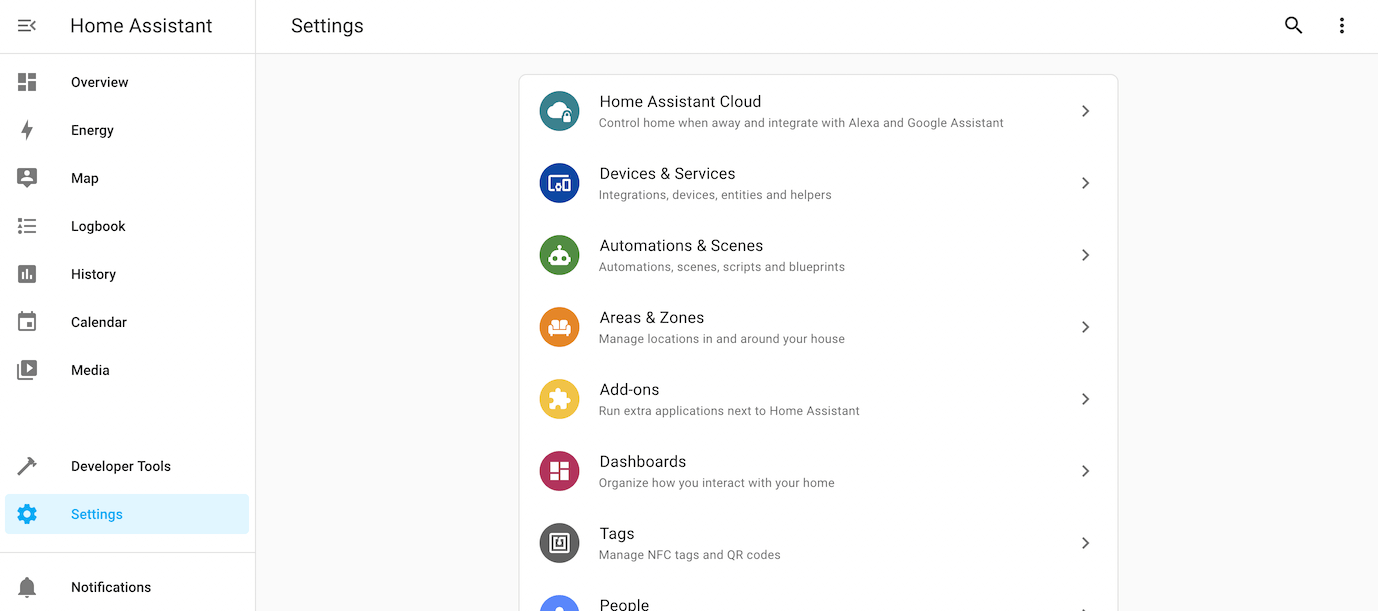 Home Assistant
Settings
Overview
Energy
Map
Logbook
History
Calendar
Media
Developer Tools
Settings
Notifications
Home Assistant Cloud
Control home when away and integrate with Alexa and Google Assistant
Devices & Services
Integrations, devices, entities and helpers
Automations & Scenes
Automations, scenes, scripts and blueprints
Areas & Zones
Manage locations in and around your house
Add-ons
Run extra applications next to Home Assistant
Dashboards
Organize how you interact with your home
Tags
Manage NFC tags and QR codes
People